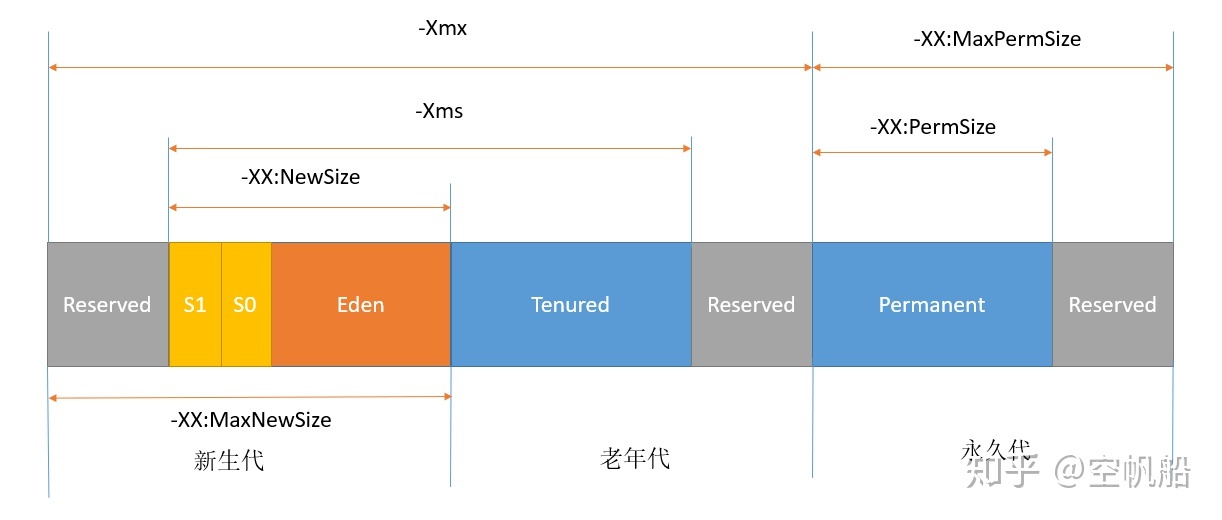 -Xmx
-XX:MaxPermSize
-Xms
-XX:PermSize
-XX:NewSize
Reserved
S1
S0
Eden
Tenured
Reserved
Permanent
Reserved
-XX:MaxNewSize
新生代
老年代
永久代
知乎 @空帆船